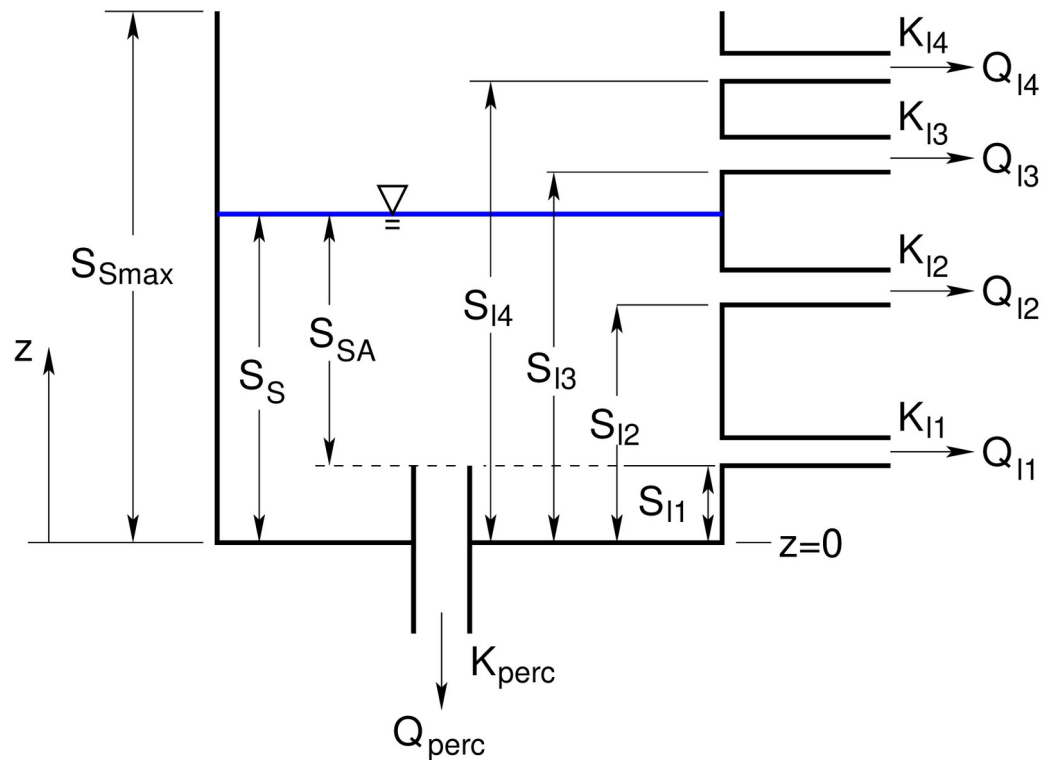 K_l4
Q_l4
K_l3
Q_l3
S_Smax
K_l2
Q_l2
S_l4
S_SA
z
S_S
S_l3
S_l2
K_l1
Q_l1
S_l1
z=0
K_perc
Q_perc